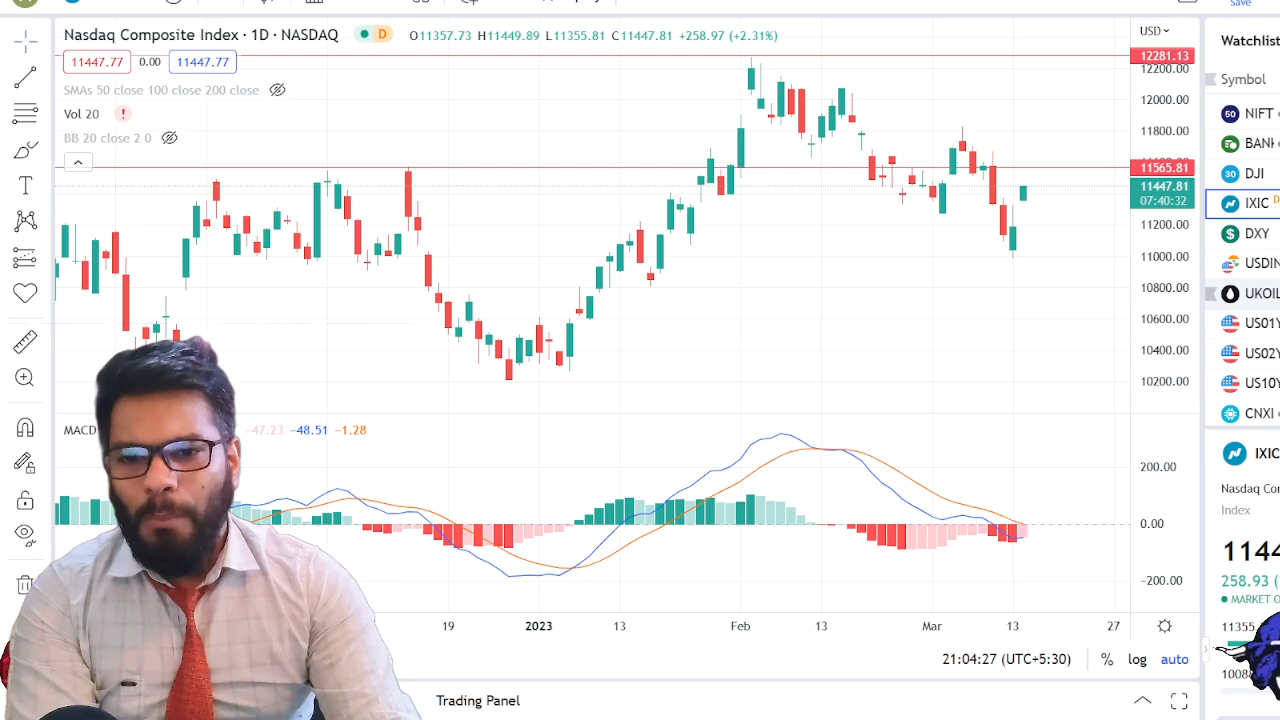 Save
Nasdaq Composite Index · 1D · NASDAQ D O11357.73 H11449.89 L11355.81 C11447.81 +258.97 (+2.31%)
11447.77 0.00 11447.77
SMAs 50 close 100 close 200 close
Vol 20 !
BB 20 close 2 0
USD
12281.13
12200.00
12000.00
11800.00
11565.81
11447.81
07:40:32
11200.00
11000.00
10800.00
10600.00
10400.00
10200.00
MACD -47.23 -48.51 -1.28
200.00
0.00
-200.00
19 2023 13 Feb 13 Mar 13 27
21:04:27 (UTC+5:30) % log auto
Trading Panel
Watchlist
Symbol
50 NIFT
BANK
30 DJI
IXIC D
$ DXY
USDIN
UKOIL
US01Y
US02Y
US10Y
CNXI
IXIC
Nasdaq Con
Index
1144
258.93 (
MARKET O
11355
1008